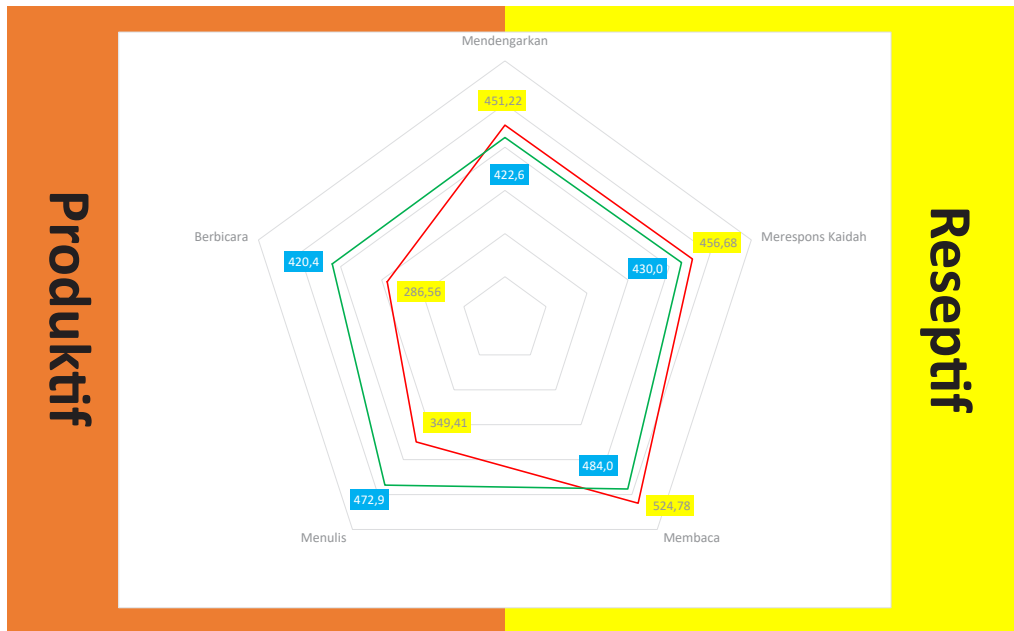 Mendengarkan
451,22
422,6
Berbicara
420,4
286,56
430,0
456,68
Merespons Kaidah
Produktif
Reseptif
349,41
484,0
472,9
524,78
Menulis
Membaca